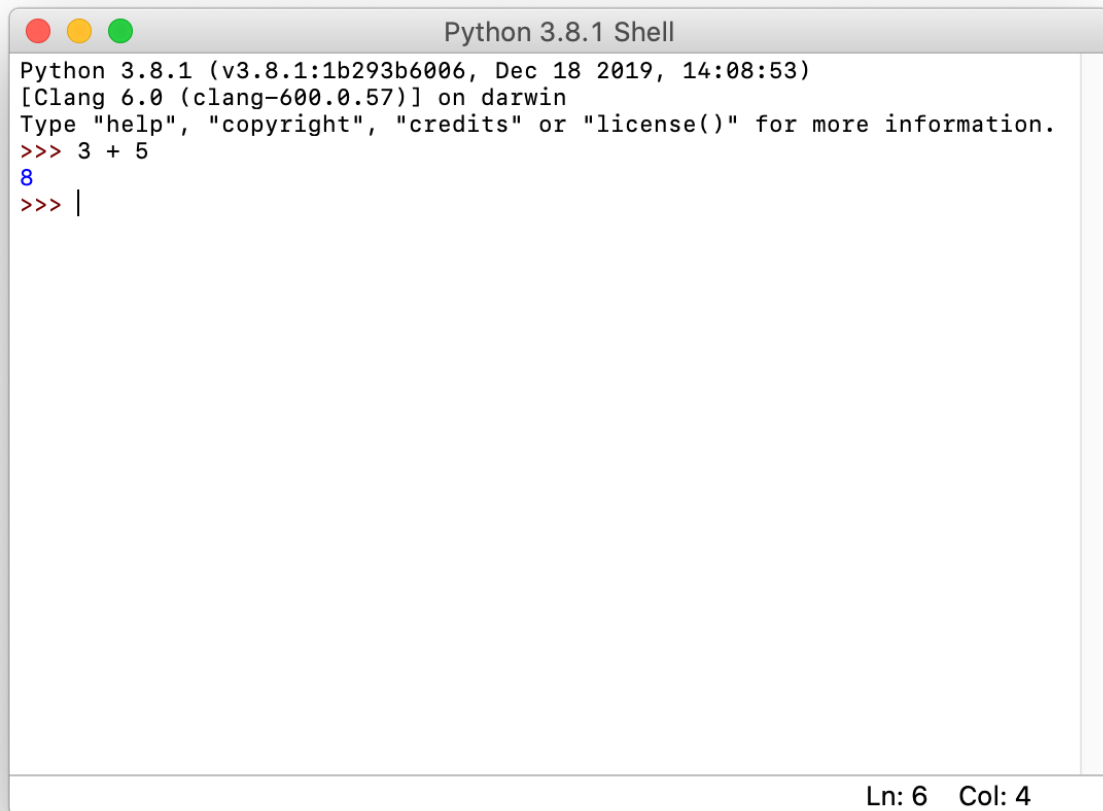 Python 3.8.1 Shell
Python 3.8.1 (v3.8.1:1b293b6006, Dec 18 2019, 14:08:53)
[Clang 6.0 (clang-600.0.57)] on darwin
Type "help", "copyright", "credits" or "license()" for more information.
>>> 3 + 5
8
>>>
Ln: 6 Col: 4